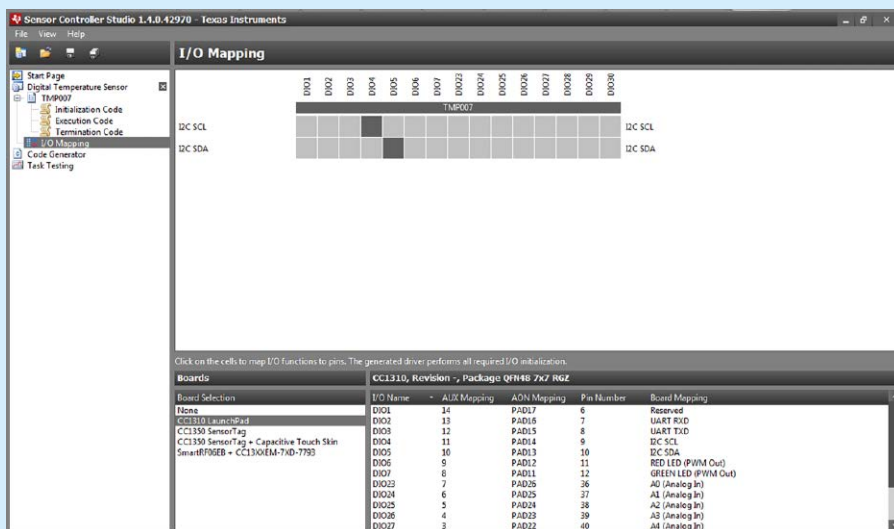 Sensor Controller Studio 1.4.0.42970 - Texas Instruments
File View Help
I/O Mapping
Start Page
Digital Temperature Sensor
TMP007
Initialization Code
Execution Code
Termination Code
I/O Mapping
Code Generator
Task Testing
DIO1 DIO2 DIO3 DIO4 DIO5 DIO6 DIO7 DIO23 DIO24 DIO25 DIO26 DIO27 DIO28 DIO29 DIO30
TMP007
I2C SCL I2C SCL
I2C SDA I2C SDA
Click on the cells to map I/O functions to pins. The generated driver performs all required I/O initialization.
Boards
Board Selection
None
CC1310 LaunchPad
CC1350 SensorTag
CC1350 SensorTag + Capacitive Touch Skin
SmartRF06EB + CC13XXEM-7XD-7793
CC1310, Revision -, Package QFN48 7x7 RGZ
I/O Name AUX Mapping AON Mapping Pin Number Board Mapping
DIO1 14 PAD17 6 Reserved
DIO2 13 PAD16 7 UART RXD
DIO3 12 PAD15 8 UART TXD
DIO4 11 PAD14 9 I2C SCL
DIO5 10 PAD13 10 I2C SDA
DIO6 9 PAD12 11 RED LED (PWM Out)
DIO7 8 PAD11 12 GREEN LED (PWM Out)
DIO23 7 PAD26 36 A0 (Analog In)
DIO24 6 PAD25 37 A1 (Analog In)
DIO25 5 PAD24 38 A2 (Analog In)
DIO26 4 PAD23 39 A3 (Analog In)
DIO27 3 PAD22 40 A4 (Analog In)